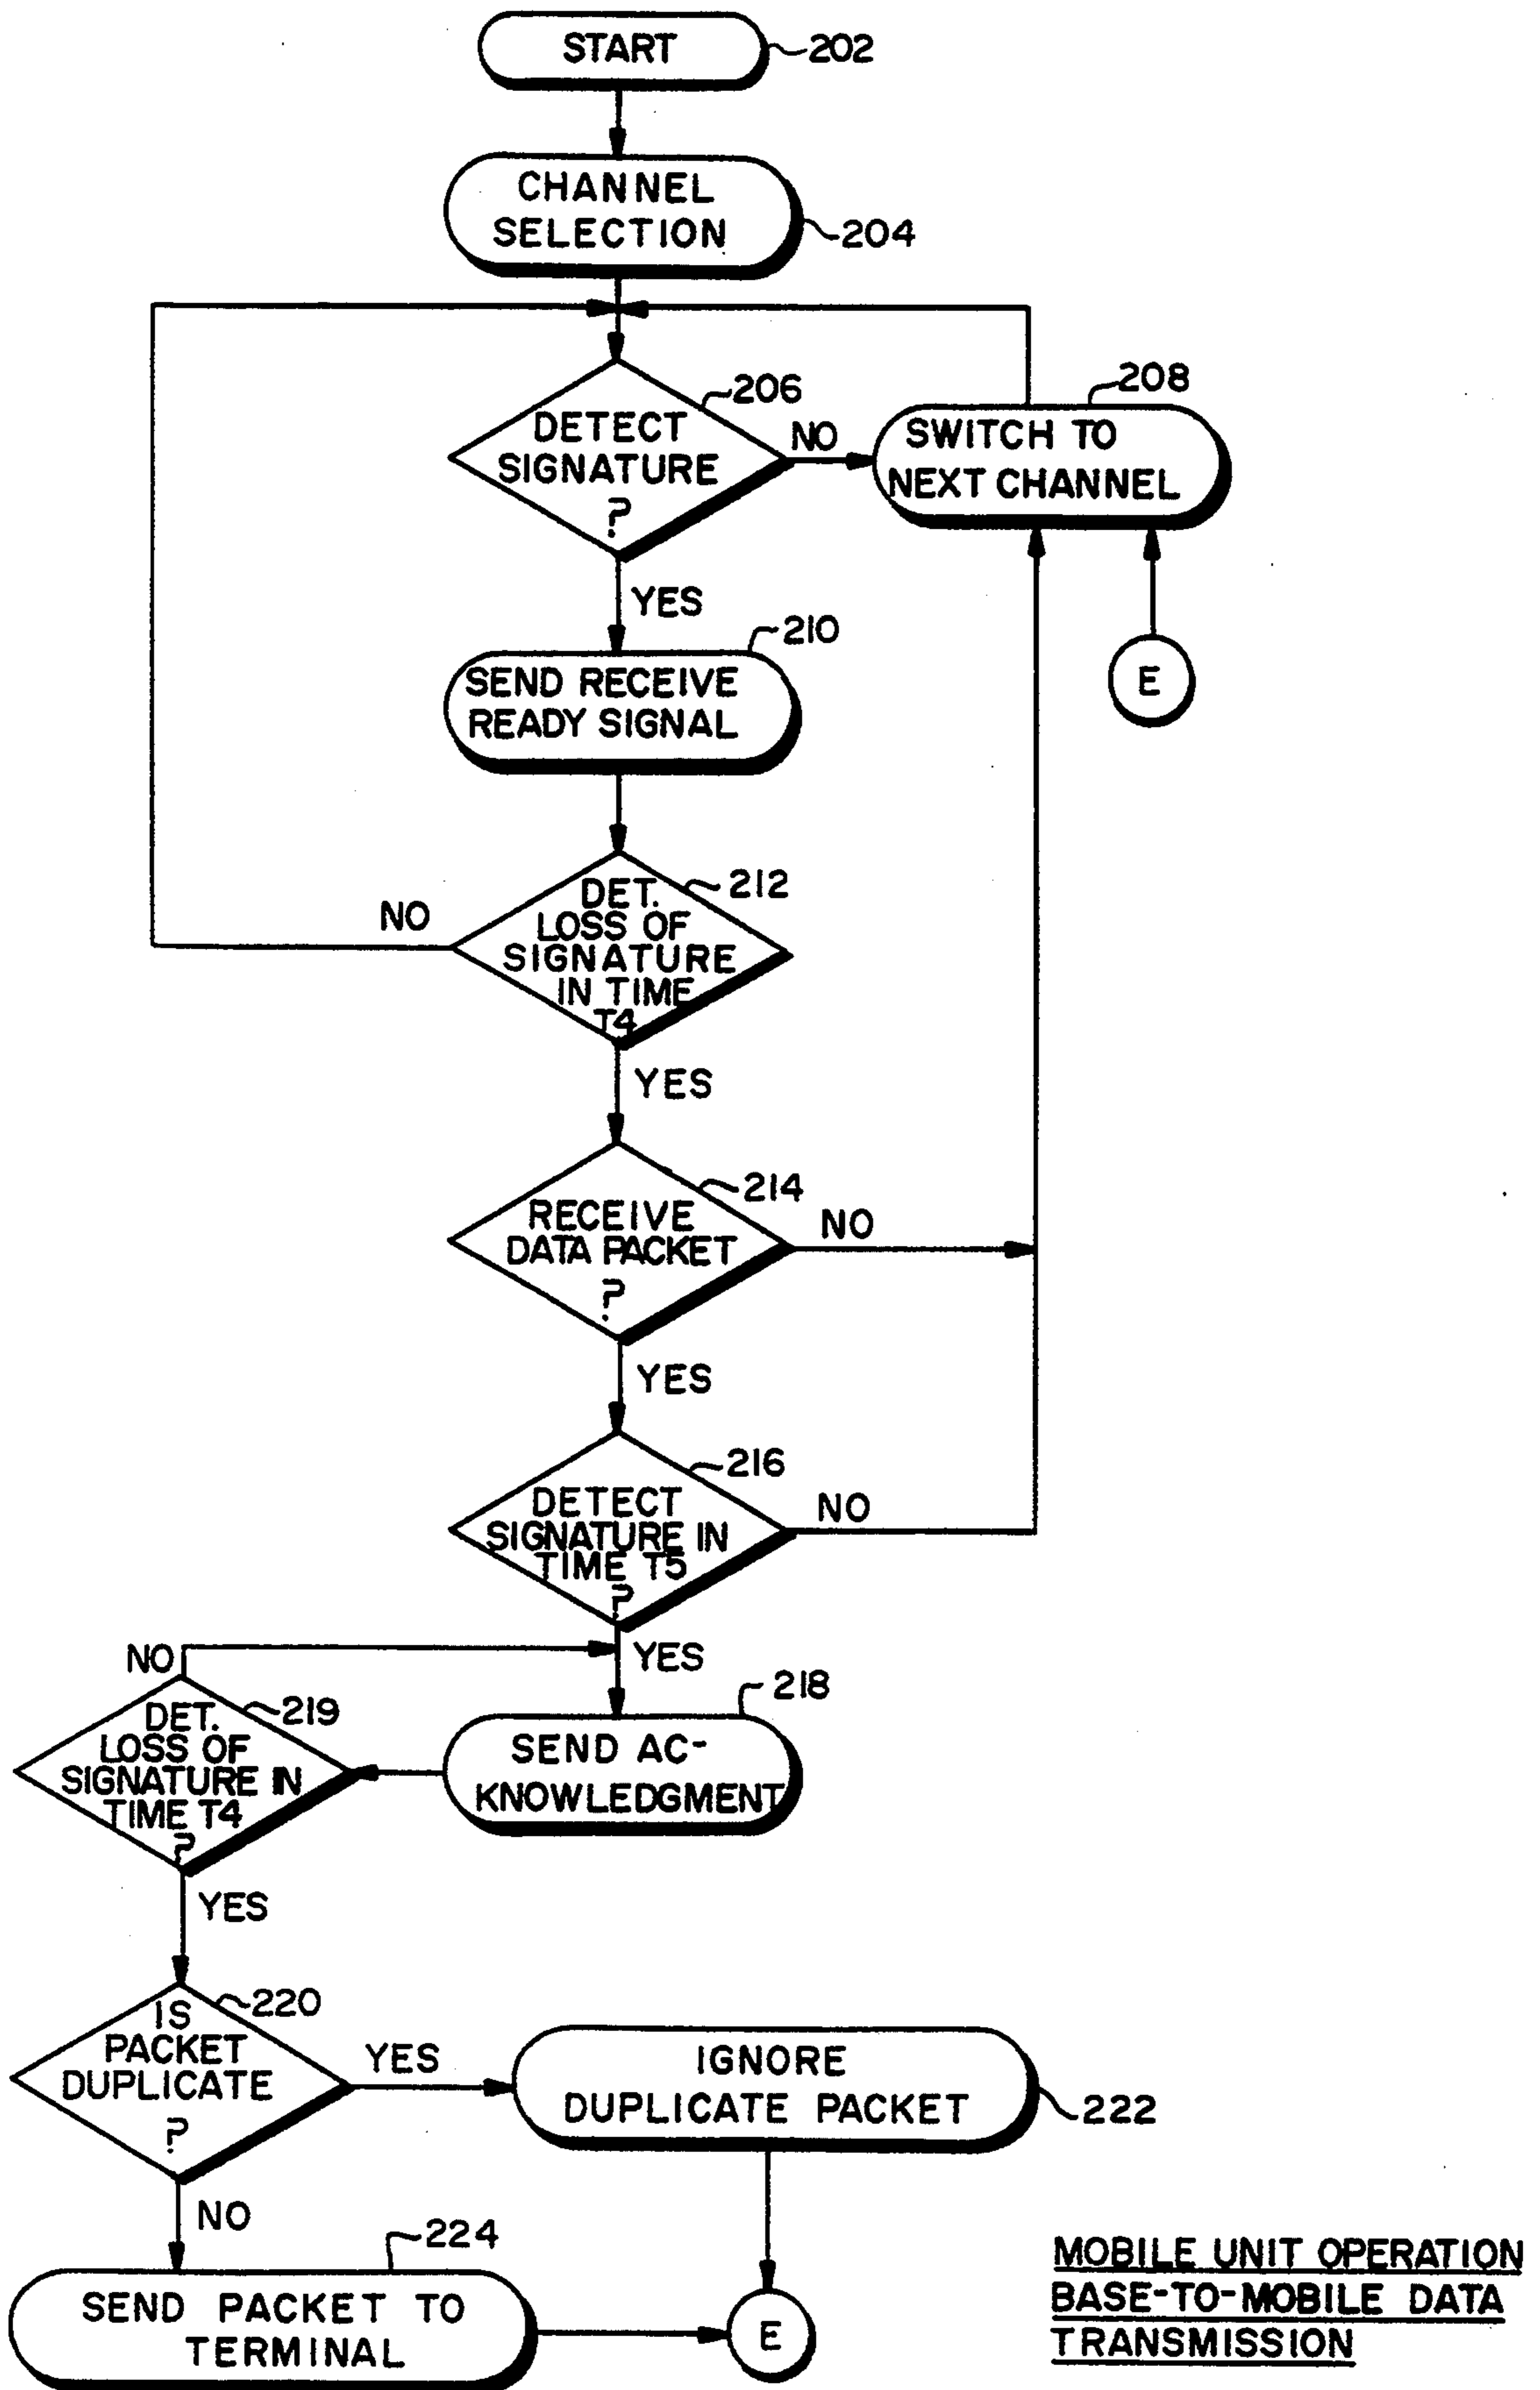 START
202
CHANNEL
SELECTION
204
206
DETECT
SIGNATURE
?
NO
208
SWITCH TO
NEXT CHANNEL
YES
E
210
SEND RECEIVE
READY SIGNAL
212
DET.
LOSS OF
SIGNATURE
IN TIME
T4
NO
YES
214
RECEIVE
DATA PACKET
?
NO
YES
216
DETECT
SIGNATURE IN
TIME T5
?
NO
YES
218
SEND AC-
KNOWLEDGMENT
NO
219
DET.
LOSS OF
SIGNATURE IN
TIME T4
?
YES
220
IS
PACKET
DUPLICATE
?
YES
IGNORE
DUPLICATE PACKET
222
NO
224
SEND PACKET TO
TERMINAL
E
MOBILE UNIT OPERATION
BASE-TO-MOBILE DATA
TRANSMISSION